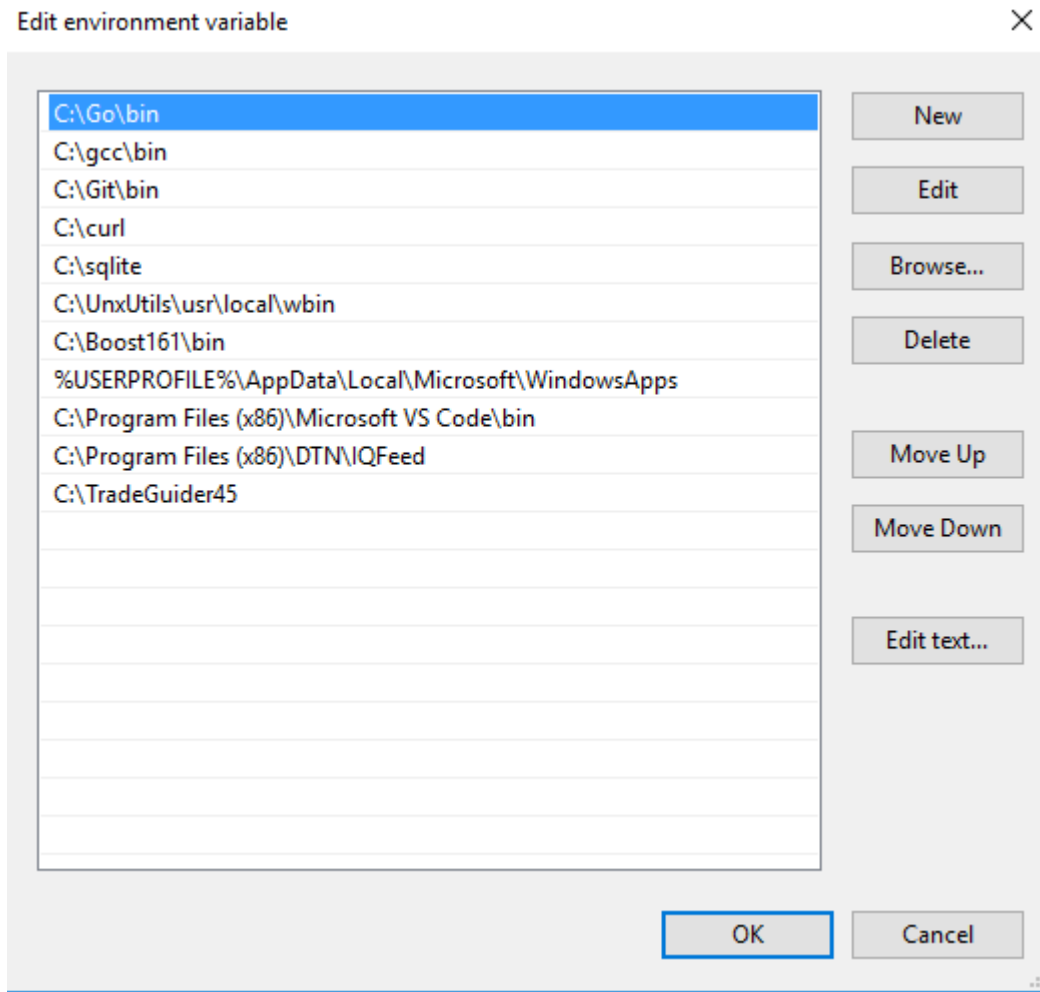 Edit environment variable
C:\Go\bin
New
C:\gcc\bin
C:\Git\bin
Edit
C:\curl
C:\sqlite
Browse...
C:\UnxUtils\usr\local\wbin
C:\Boost161\bin
Delete
%USERPROFILE%\AppData\Local\Microsoft\WindowsApps
C:\Program Files (x86)\Microsoft VS Code\bin
C:\Program Files (x86)\DTN\IQFeed
Move Up
C:\TradeGuider45
Move Down
Edit text...
OK
Cancel